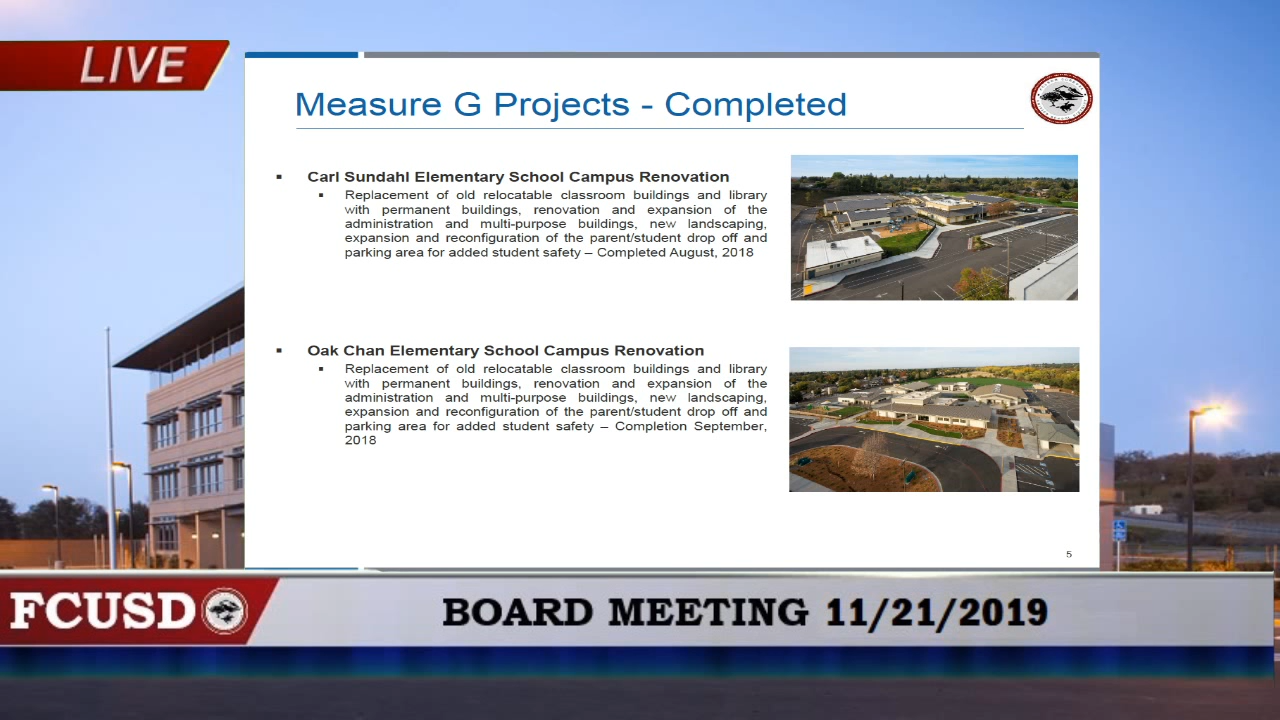 LIVE
Measure G Projects - Completed
▪ Carl Sundahl Elementary School Campus Renovation
▪ Replacement of old relocatable classroom buildings and library
with permanent buildings, renovation and expansion of the
administration and multi-purpose buildings, new landscaping,
expansion and reconfiguration of the parent/student drop off and
parking area for added student safety – Completed August, 2018
▪ Oak Chan Elementary School Campus Renovation
▪ Replacement of old relocatable classroom buildings and library
with permanent buildings, renovation and expansion of the
administration and multi-purpose buildings, new landscaping,
expansion and reconfiguration of the parent/student drop off and
parking area for added student safety – Completion September,
2018
5
FCUSD
BOARD MEETING 11/21/2019